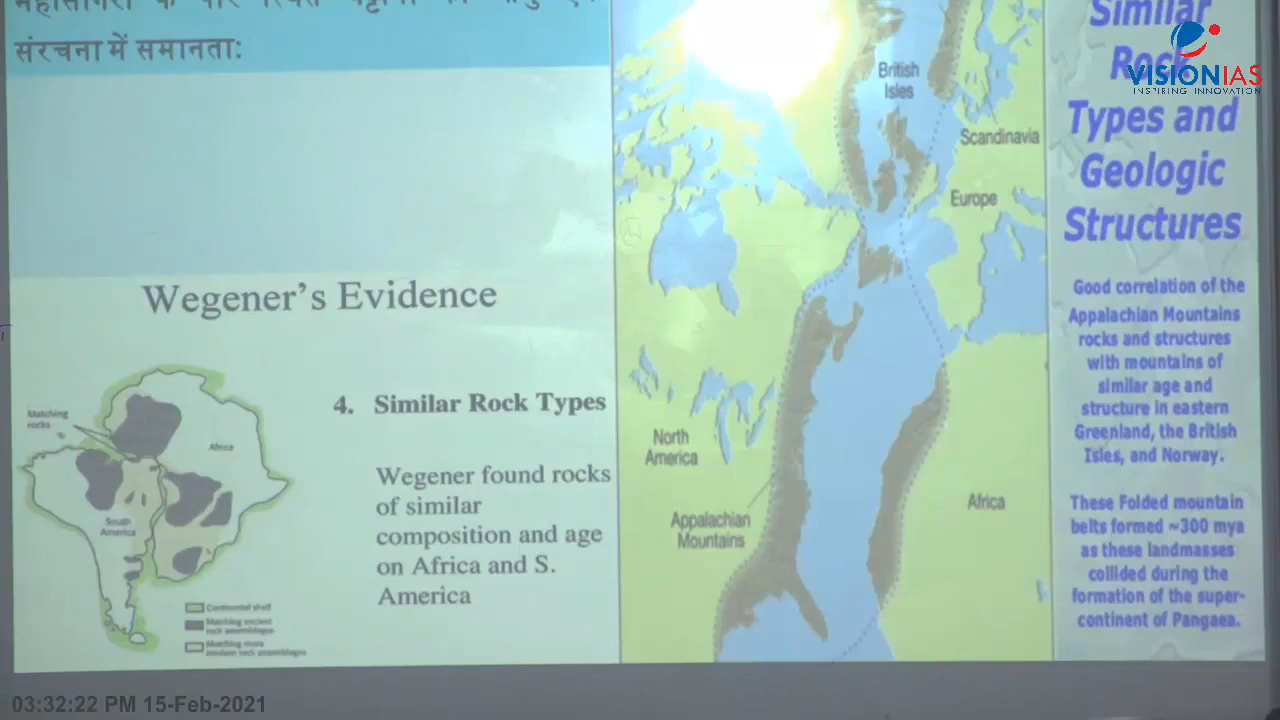 संरचना में समानता:
Wegener's Evidence
4. Similar Rock Types
Wegener found rocks
of similar
composition and age
on Africa and S.
America
Matching
rocks
Africa
South
America
Continental shelf
Matching ancient
rock assemblages
Matching more
ancient rock assemblages
British
Isles
Scandinavia
Europe
North
America
Appalachian
Mountains
Africa
Similar
Rock
Types and
Geologic
Structures
VISIONIAS
INSPIRING INNOVATION
Good correlation of the
Appalachian Mountains
rocks and structures
with mountains of
similar age and
structure in eastern
Greenland, the British
Isles, and Norway.
These Folded mountain
belts formed ~300 mya
as these landmasses
collided during the
formation of the super-
continent of Pangaea.
03:32:22 PM 15-Feb-2021